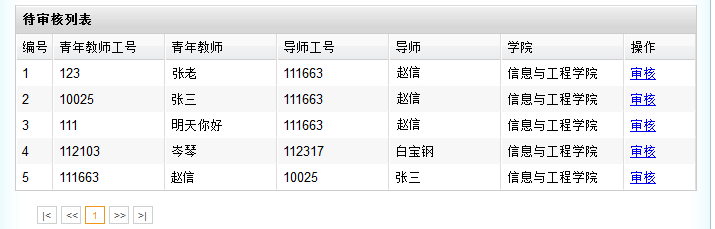 待审核列表
编号 青年教师工号 青年教师 导师工号 导师 学院 操作
1 123 张老 111663 赵信 信息与工程学院 审核
2 10025 张三 111663 赵信 信息与工程学院 审核
3 111 明天你好 111663 赵信 信息与工程学院 审核
4 112103 岑琴 112317 白宝钢 信息与工程学院 审核
5 111663 赵信 10025 张三 信息与工程学院 审核
|< << 1 >> >|